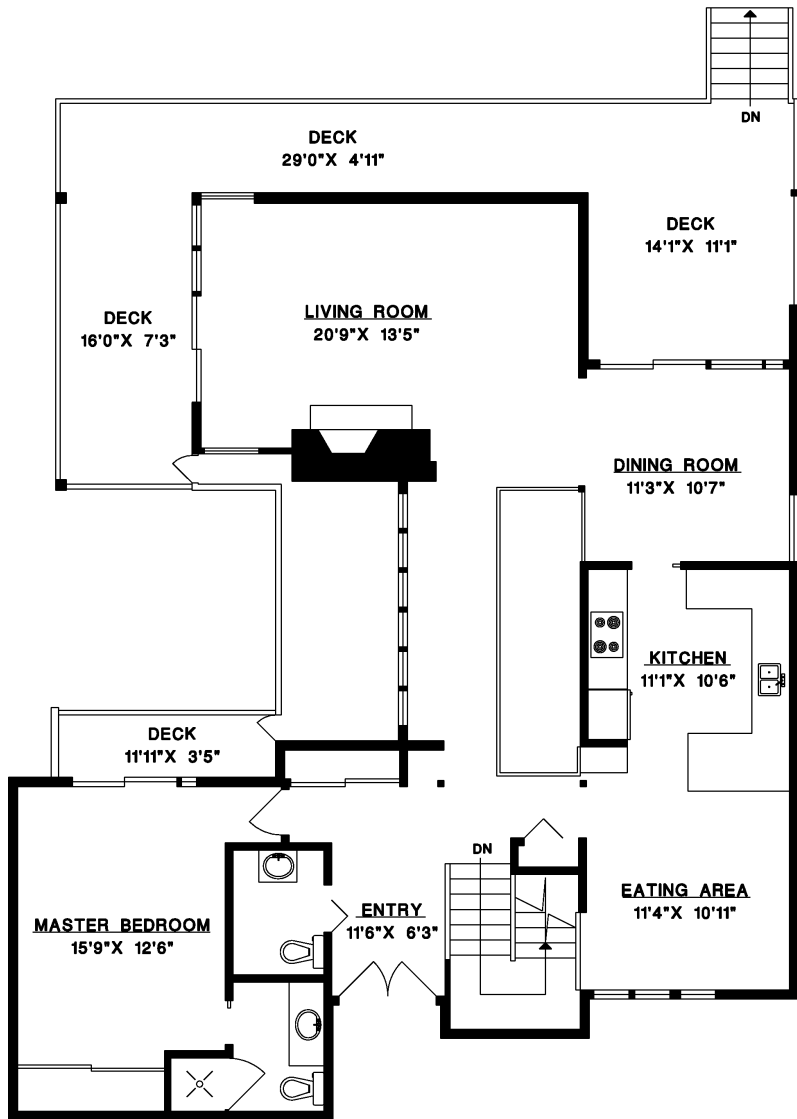 DN
DECK
29'0"X 4'11"
DECK
14'1"X 11'1"
DECK
16'0"X 7'3"
LIVING ROOM
20'9"X 13'5"
DINING ROOM
11'3"X 10'7"
KITCHEN
11'1"X 10'6"
DECK
11'11"X 3'5"
DN
MASTER BEDROOM
15'9"X 12'6"
ENTRY
11'6"X 6'3"
EATING AREA
11'4"X 10'11"